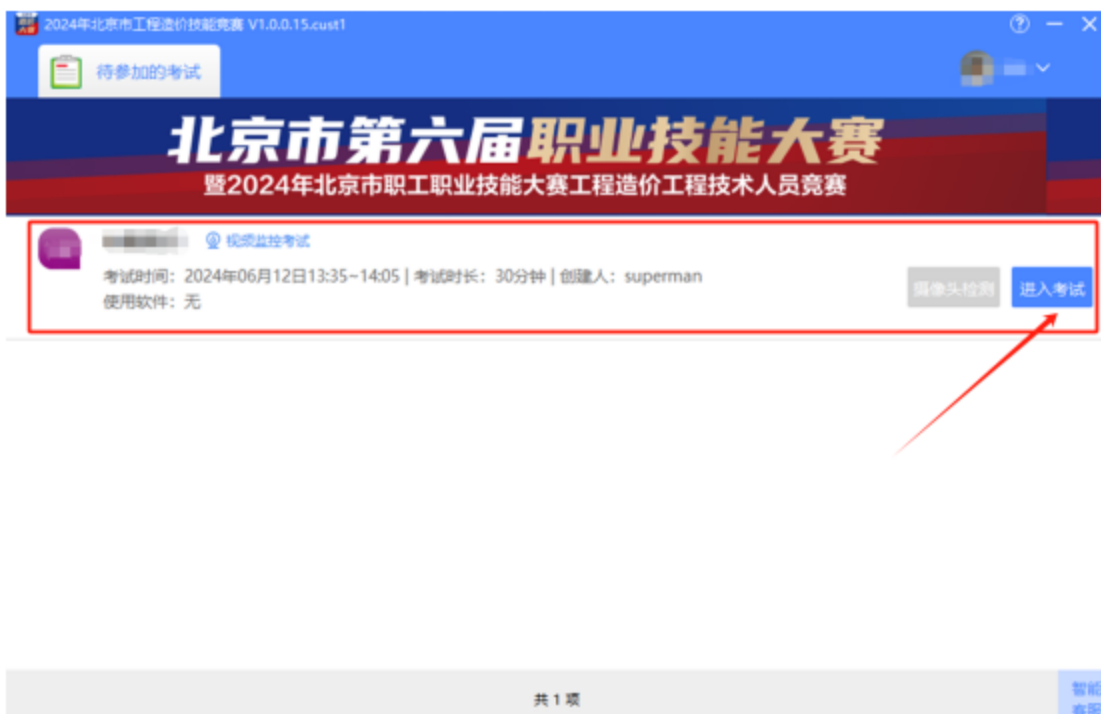 2024年北京市工程造价技能竞赛 V1.0.0.15.cust1
待参加的考试
北京市第六届职业技能大赛
暨2024年北京市职工职业技能大赛工程造价工程技术人员竞赛
视频监控考试
考试时间：2024年06月12日13:35~14:05 | 考试时长：30分钟 | 创建人：superman
摄像头检测
进入考试
使用软件：无
共 1 项
智能
客服